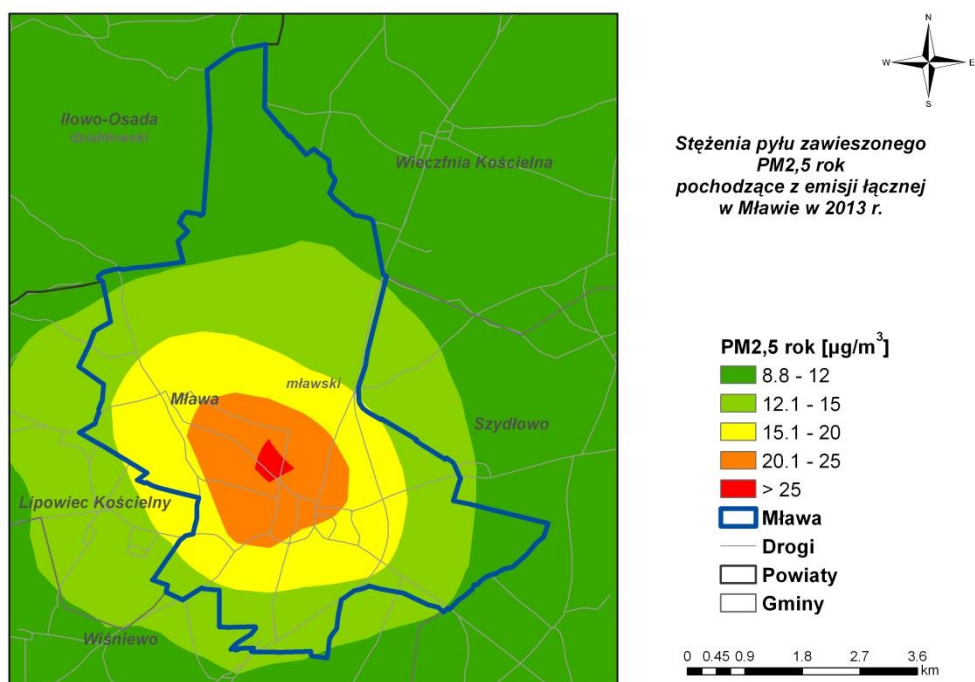 N
W E
S
Stężenia pyłu zawieszonego
PM2,5 rok
pochodzące z emisji łącznej
w Mławie w 2013 r.
Iłowo-Osada
działdowski
Wieczfnia Kościelna
mławski
Mława
Szydłowo
Lipowiec Kościelny
Wiśniewo
PM2,5 rok [µg/m³]
8.8 - 12
12.1 - 15
15.1 - 20
20.1 - 25
> 25
Mława
Drogi
Powiaty
Gminy
0 0.45 0.9 1.8 2.7 3.6
km